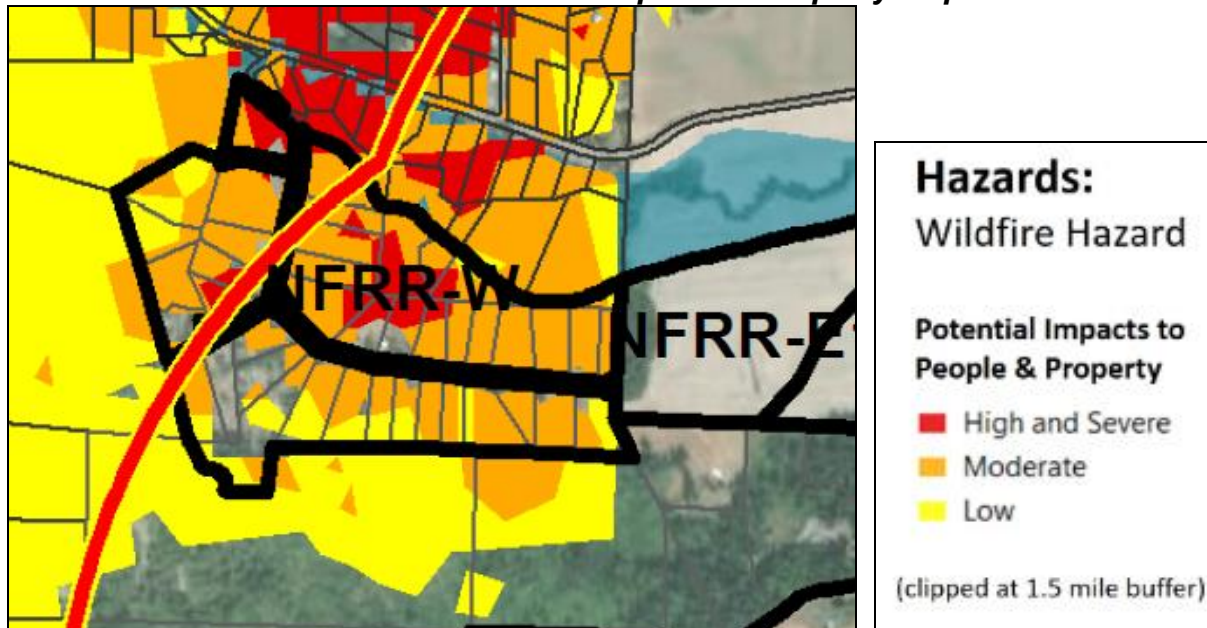 Hazards:
Wildfire Hazard
NFRR-W
NFRR-E
Potential Impacts to
People & Property
High and Severe
Moderate
Low
(clipped at 1.5 mile buffer)